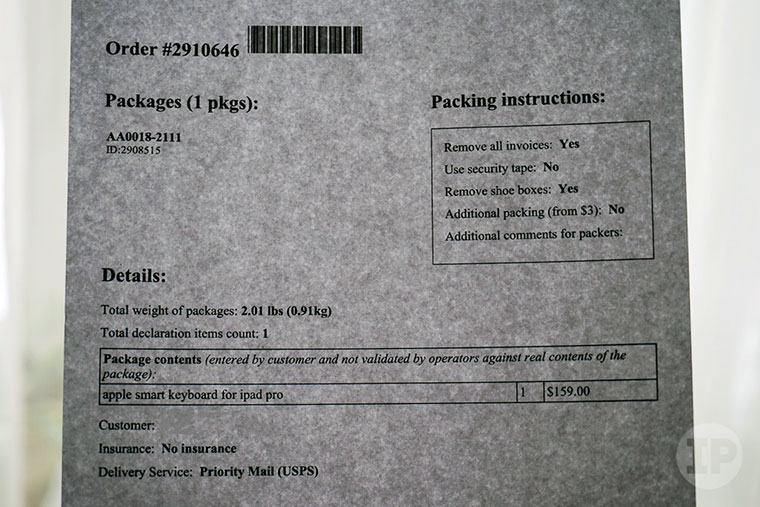 Order #2910646
Packages (1 pkgs):
AA0018-2111
ID:2908515
Packing instructions:
Remove all invoices: Yes
Use security tape: No
Remove shoe boxes: Yes
Additional packing (from $3): No
Additional comments for packers:
Details:
Total weight of packages: 2.01 lbs (0.91kg)
Total declaration items count: 1
Package contents (entered by customer and not validated by operators against real contents of the
package):
apple smart keyboard for ipad pro 1 $159.00
Customer:
Insurance: No insurance
Delivery Service: Priority Mail (USPS)
IP